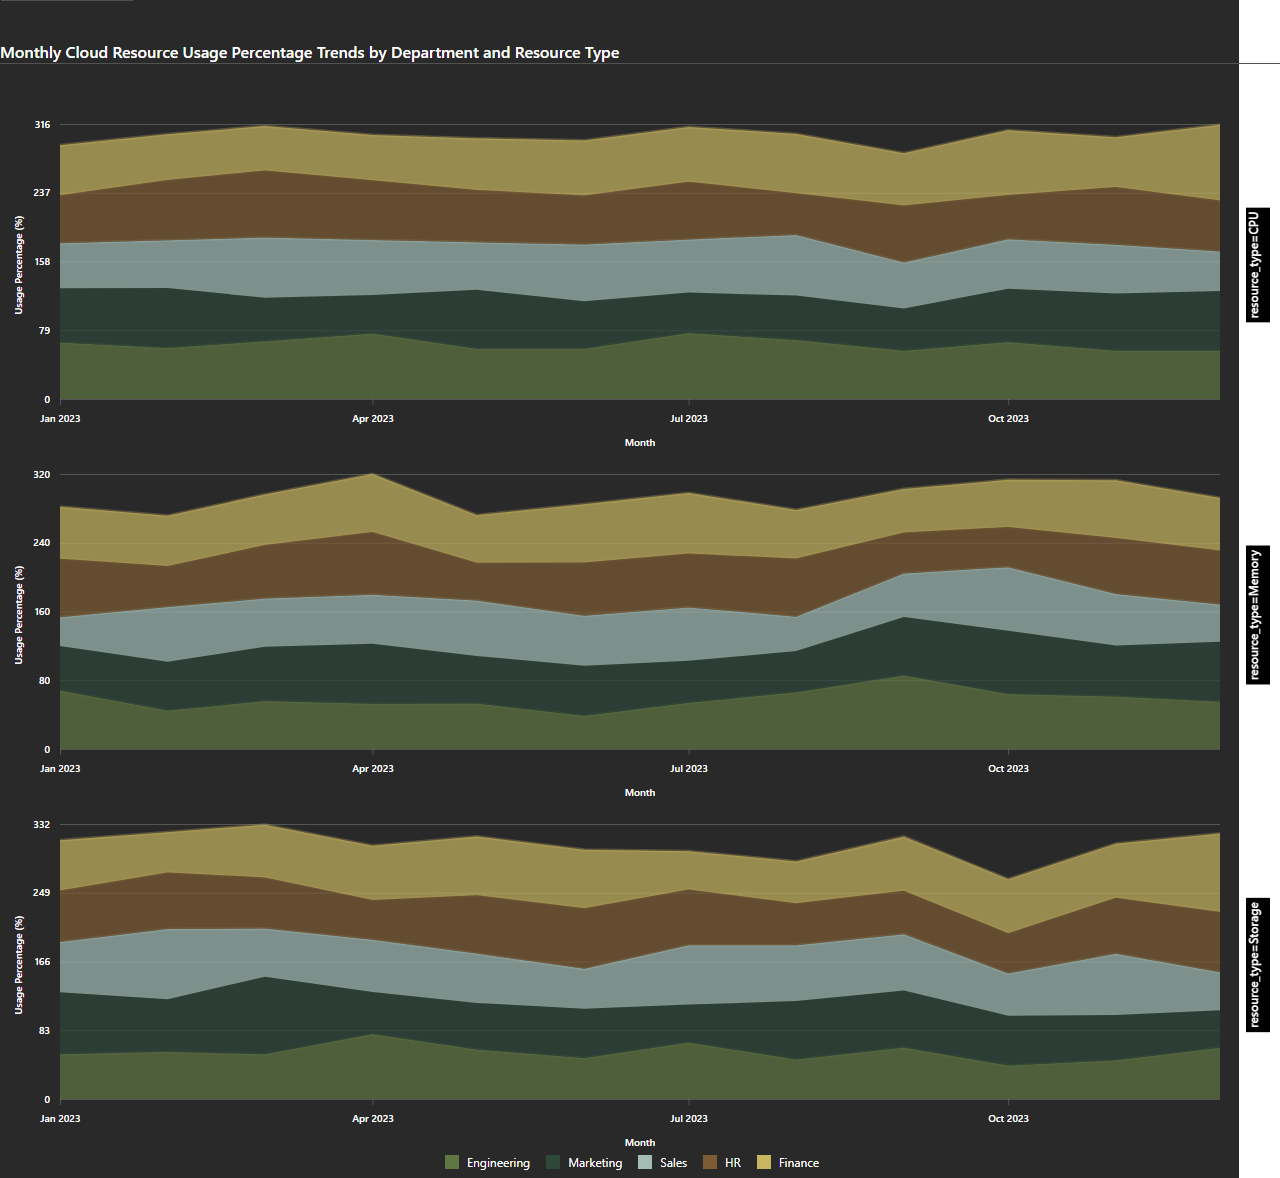 Monthly Cloud Resource Usage Percentage Trends by Department and Resource Type
316
237
158
79
0
Usage Percentage (%)
Jan 2023
Apr 2023
Jul 2023
Oct 2023
Month
resource_type=CPU
320
240
160
80
0
Usage Percentage (%)
Jan 2023
Apr 2023
Jul 2023
Oct 2023
Month
resource_type=Memory
332
249
166
83
0
Usage Percentage (%)
Jan 2023
Apr 2023
Jul 2023
Oct 2023
Month
resource_type=Storage
Engineering
Marketing
Sales
HR
Finance